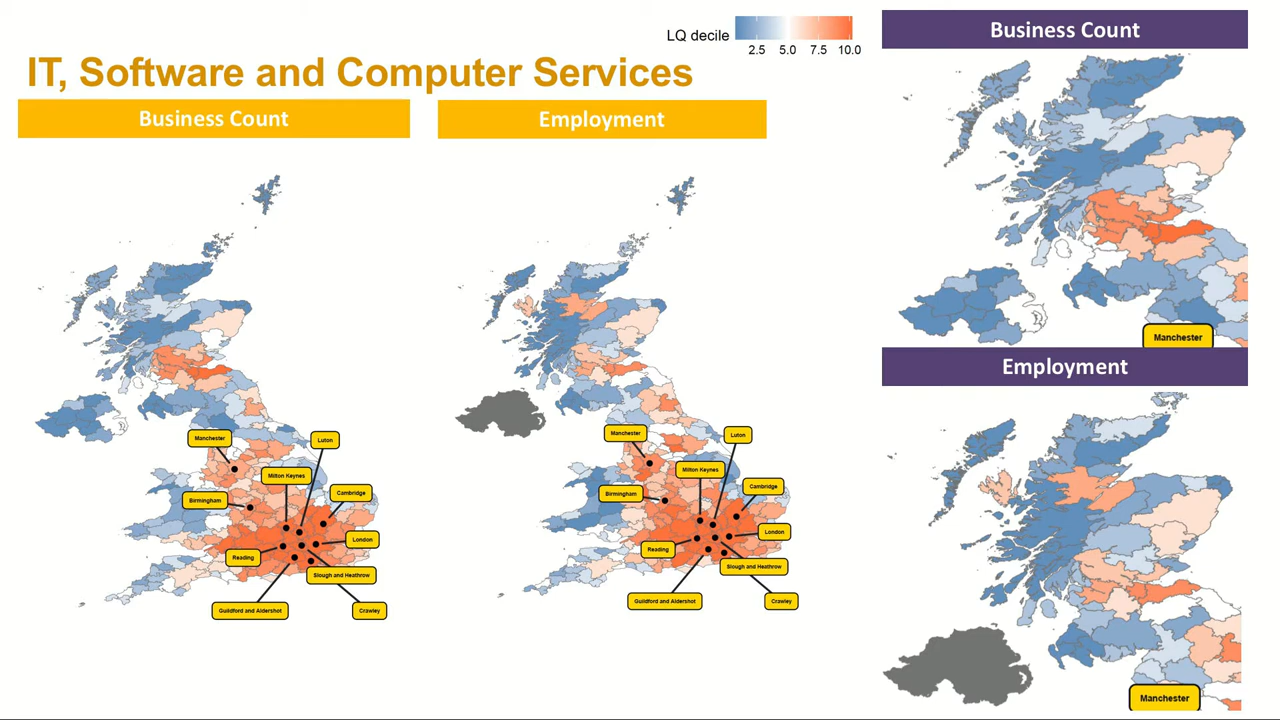 LQ decile
2.5 5.0 7.5 10.0
IT, Software and Computer Services
Business Count
Employment
Manchester
Luton
Milton Keynes
Birmingham
Cambridge
London
Reading
Slough and Heathrow
Guildford and Aldershot
Crawley
Manchester
Luton
Milton Keynes
Birmingham
Cambridge
London
Reading
Slough and Heathrow
Guildford and Aldershot
Crawley
Business Count
Manchester
Employment
Manchester